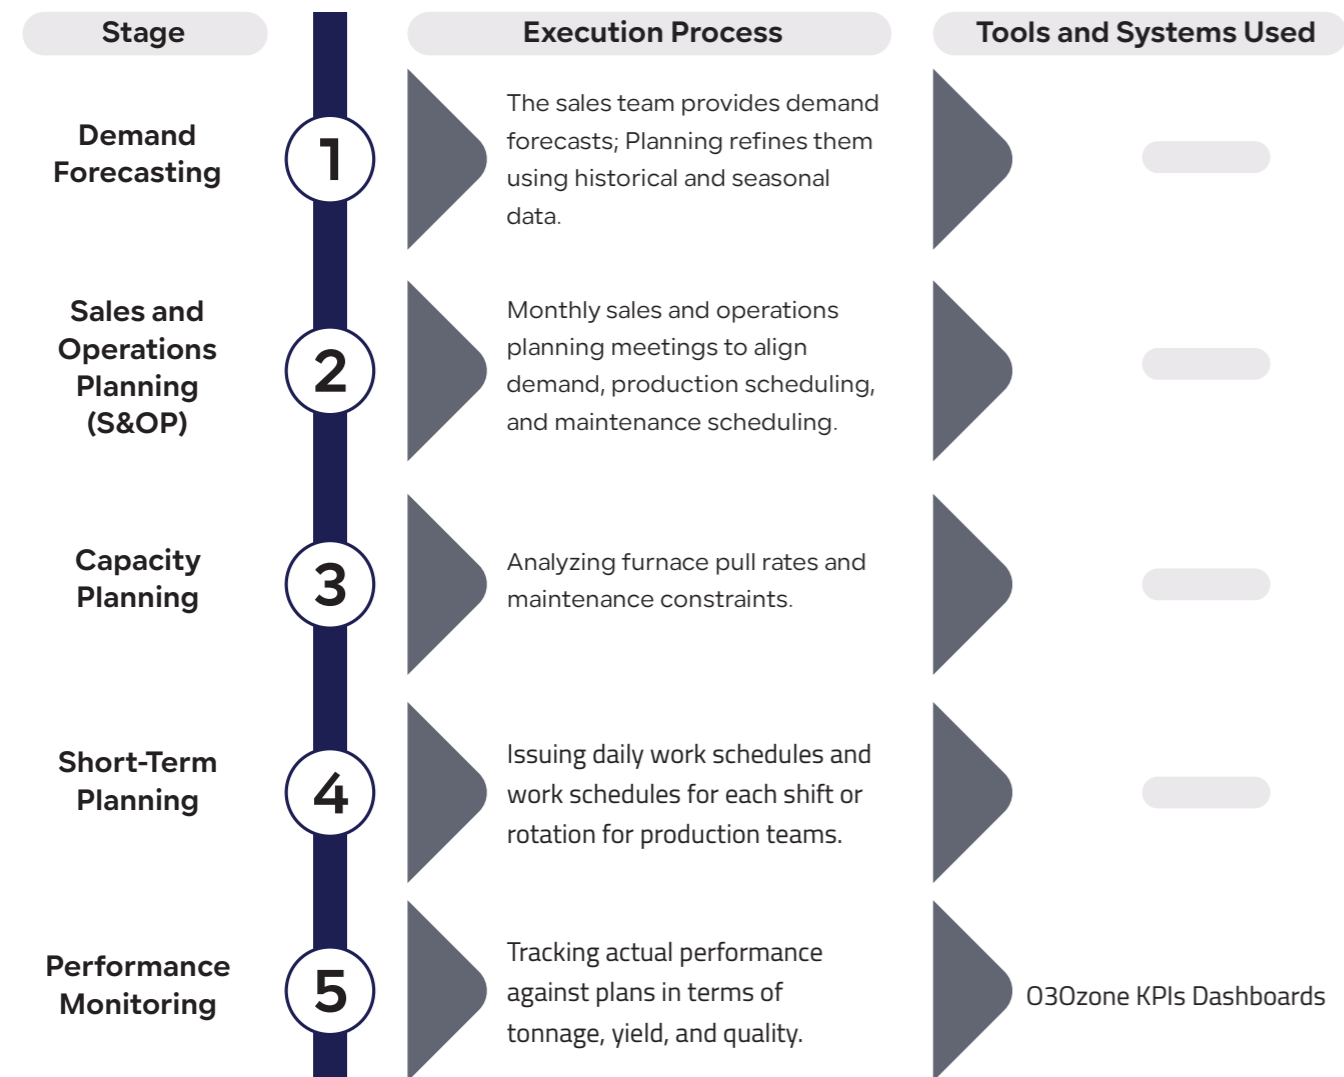 Stage
Execution Process
Tools and Systems Used
Demand
Forecasting
1
The sales team provides demand
forecasts; Planning refines them
using historical and seasonal
data.
Sales and
Operations
Planning
(S&OP)
2
Monthly sales and operations
planning meetings to align
demand, production scheduling,
and maintenance scheduling.
Capacity
Planning
3
Analyzing furnace pull rates and
maintenance constraints.
Short-Term
Planning
4
Issuing daily work schedules and
work schedules for each shift or
rotation for production teams.
Performance
Monitoring
5
Tracking actual performance
against plans in terms of
tonnage, yield, and quality.
O3Ozone KPIs Dashboards